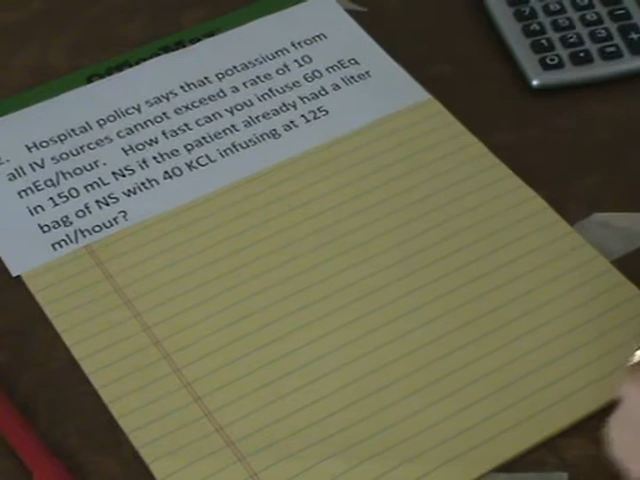 OfficeMax
2. Hospital policy says that potassium from
all IV sources cannot exceed a rate of 10
mEq/hour. How fast can you infuse 60 mEq
in 150 mL NS if the patient already had a liter
bag of NS with 40 KCL infusing at 125
ml/hour?